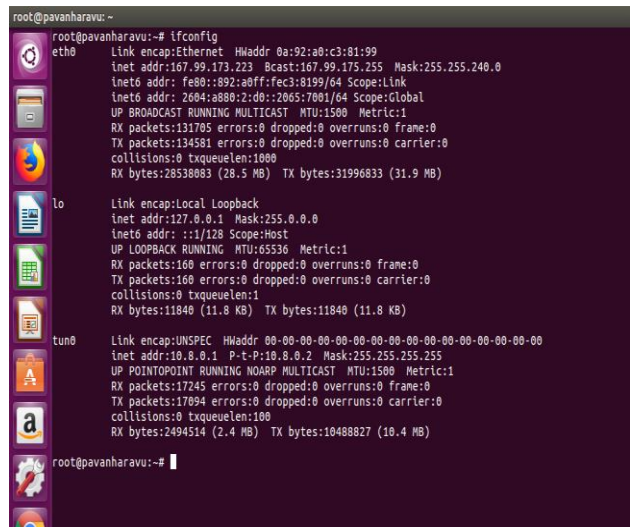 root@pavanharavu: ~
root@pavanharavu:~# ifconfig
eth0 Link encap:Ethernet HWaddr 0a:92:a0:c3:81:99
inet addr:167.99.173.223 Bcast:167.99.175.255 Mask:255.255.240.0
inet6 addr: fe80::892:a0ff:fec3:8199/64 Scope:Link
inet6 addr: 2604:a880:2:d0::2065:7001/64 Scope:Global
UP BROADCAST RUNNING MULTICAST MTU:1500 Metric:1
RX packets:131705 errors:0 dropped:0 overruns:0 frame:0
TX packets:134581 errors:0 dropped:0 overruns:0 carrier:0
collisions:0 txqueuelen:1000
RX bytes:28538083 (28.5 MB) TX bytes:31996833 (31.9 MB)
lo Link encap:Local Loopback
inet addr:127.0.0.1 Mask:255.0.0.0
inet6 addr: ::1/128 Scope:Host
UP LOOPBACK RUNNING MTU:65536 Metric:1
RX packets:160 errors:0 dropped:0 overruns:0 frame:0
TX packets:160 errors:0 dropped:0 overruns:0 carrier:0
collisions:0 txqueuelen:1
RX bytes:11840 (11.8 KB) TX bytes:11840 (11.8 KB)
tun0 Link encap:UNSPEC HWaddr 00-00-00-00-00-00-00-00-00-00-00-00-00-00-00-00
inet addr:10.8.0.1 P-t-P:10.8.0.2 Mask:255.255.255.255
UP POINTOPOINT RUNNING NOARP MULTICAST MTU:1500 Metric:1
RX packets:17245 errors:0 dropped:0 overruns:0 frame:0
TX packets:17094 errors:0 dropped:0 overruns:0 carrier:0
collisions:0 txqueuelen:100
RX bytes:2494514 (2.4 MB) TX bytes:10488827 (10.4 MB)
root@pavanharavu:~#